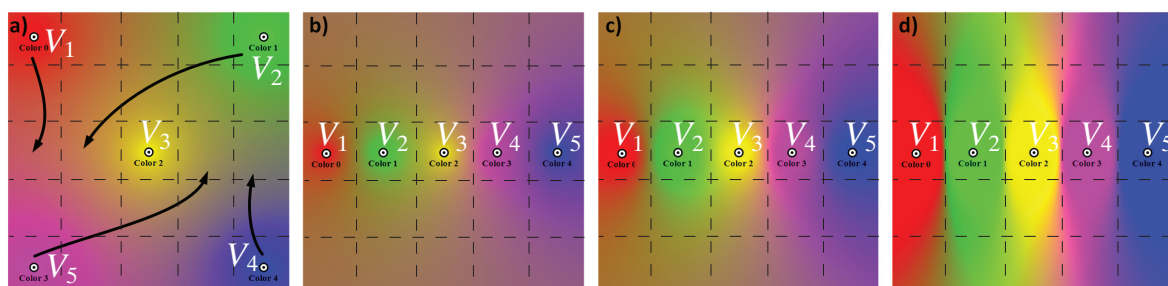 a)
V1
Color 0
Color 1
V2
V3
Color 2
V5
Color 3
V4
Color 4
b)
V1 V2 V3 V4 V5
Color 0 Color 1 Color 2 Color 3 Color 4
c)
V1 V2 V3 V4 V5
Color 0 Color 1 Color 2 Color 3 Color 4
d)
V1 V2 V3 V4 V5
Color 0 Color 1 Color 2 Color 3 Color 4